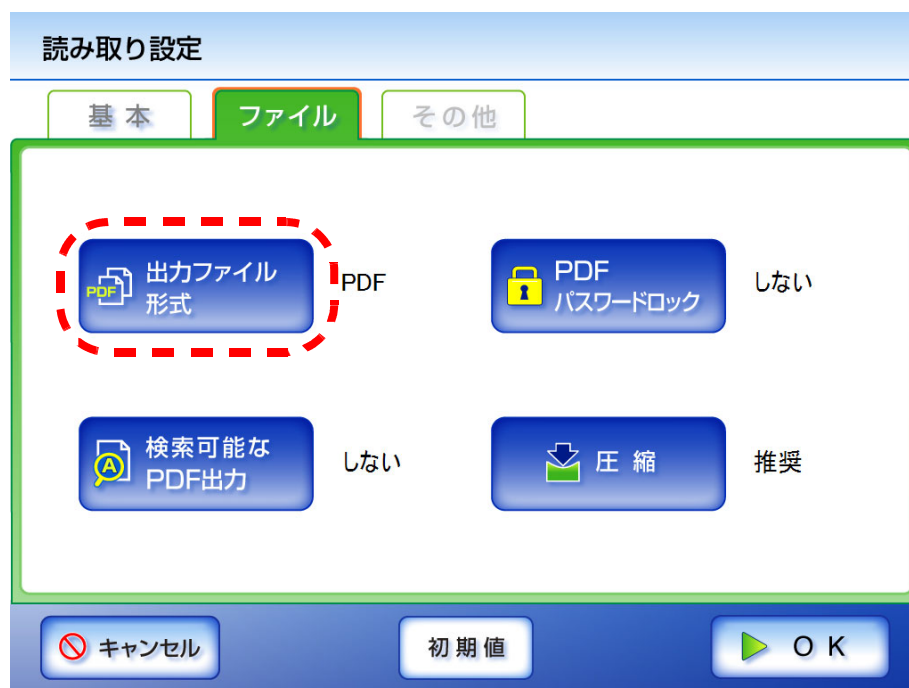 読み取り設定
基本 ファイル その他
出力ファイル
形式
PDF
PDF
PDF
パスワードロック
しない
検索可能な
PDF出力
A
しない
圧縮
推奨
キャンセル 初期値 OK